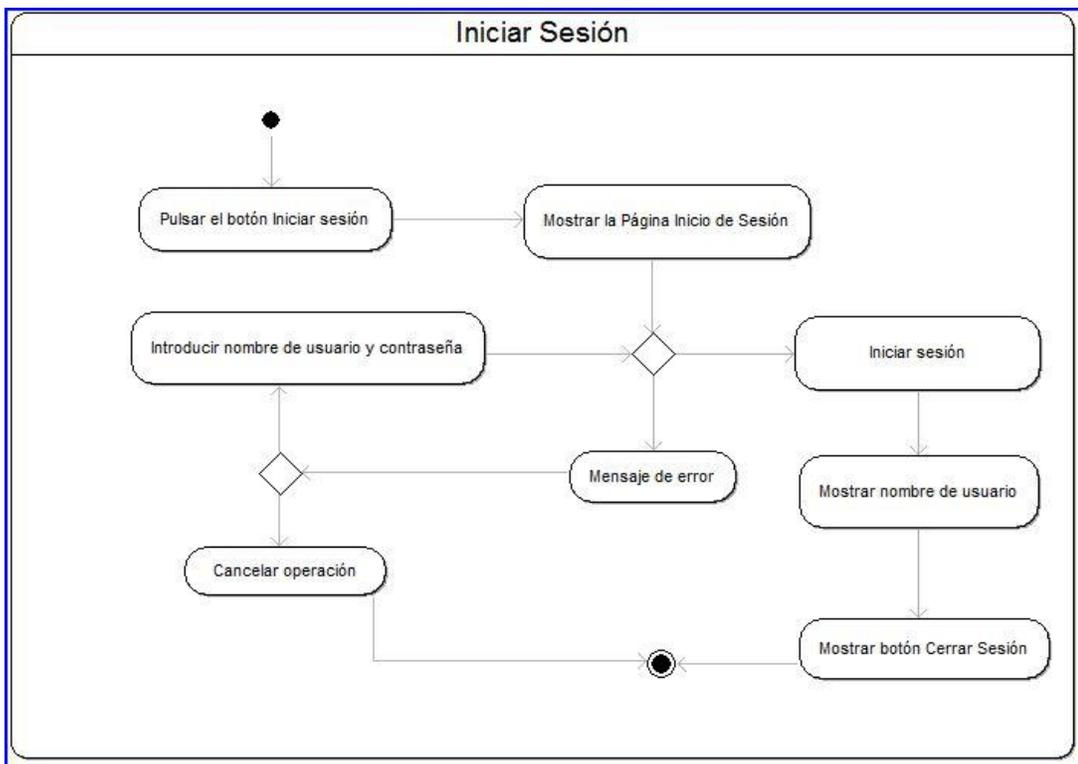 Iniciar Sesión
Pulsar el botón Iniciar sesión
Mostrar la Página Inicio de Sesión
Introducir nombre de usuario y contraseña
Iniciar sesión
Mensaje de error
Mostrar nombre de usuario
Cancelar operación
Mostrar botón Cerrar Sesión